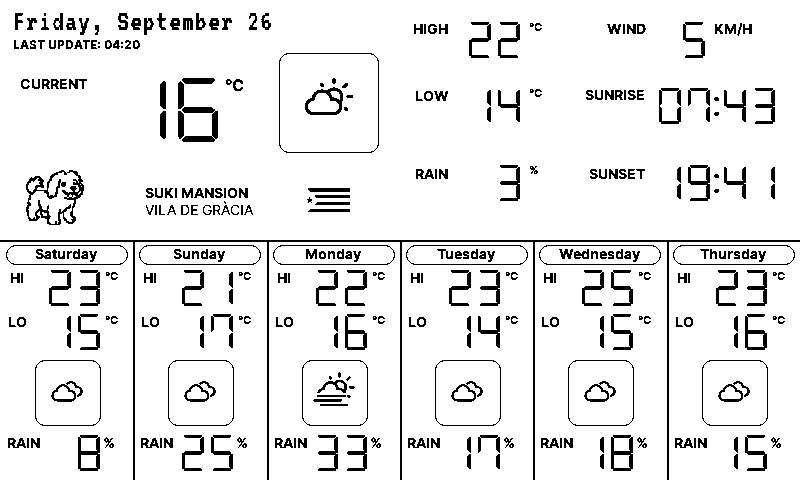 Friday, September 26
LAST UPDATE: 04:20
CURRENT 16 °C
HIGH 22 °C
WIND 5 KM/H
LOW 14 °C
SUNRISE 07:43
RAIN 3 %
SUNSET 19:41
SUKI MANSION
VILA DE GRÀCIA
Saturday
HI 23 °C
LO 15 °C
RAIN 8 %
Sunday
HI 21 °C
LO 17 °C
RAIN 25 %
Monday
HI 22 °C
LO 16 °C
RAIN 33 %
Tuesday
HI 23 °C
LO 14 °C
RAIN 17 %
Wednesday
HI 25 °C
LO 15 °C
RAIN 18 %
Thursday
HI 23 °C
LO 16 °C
RAIN 15 %